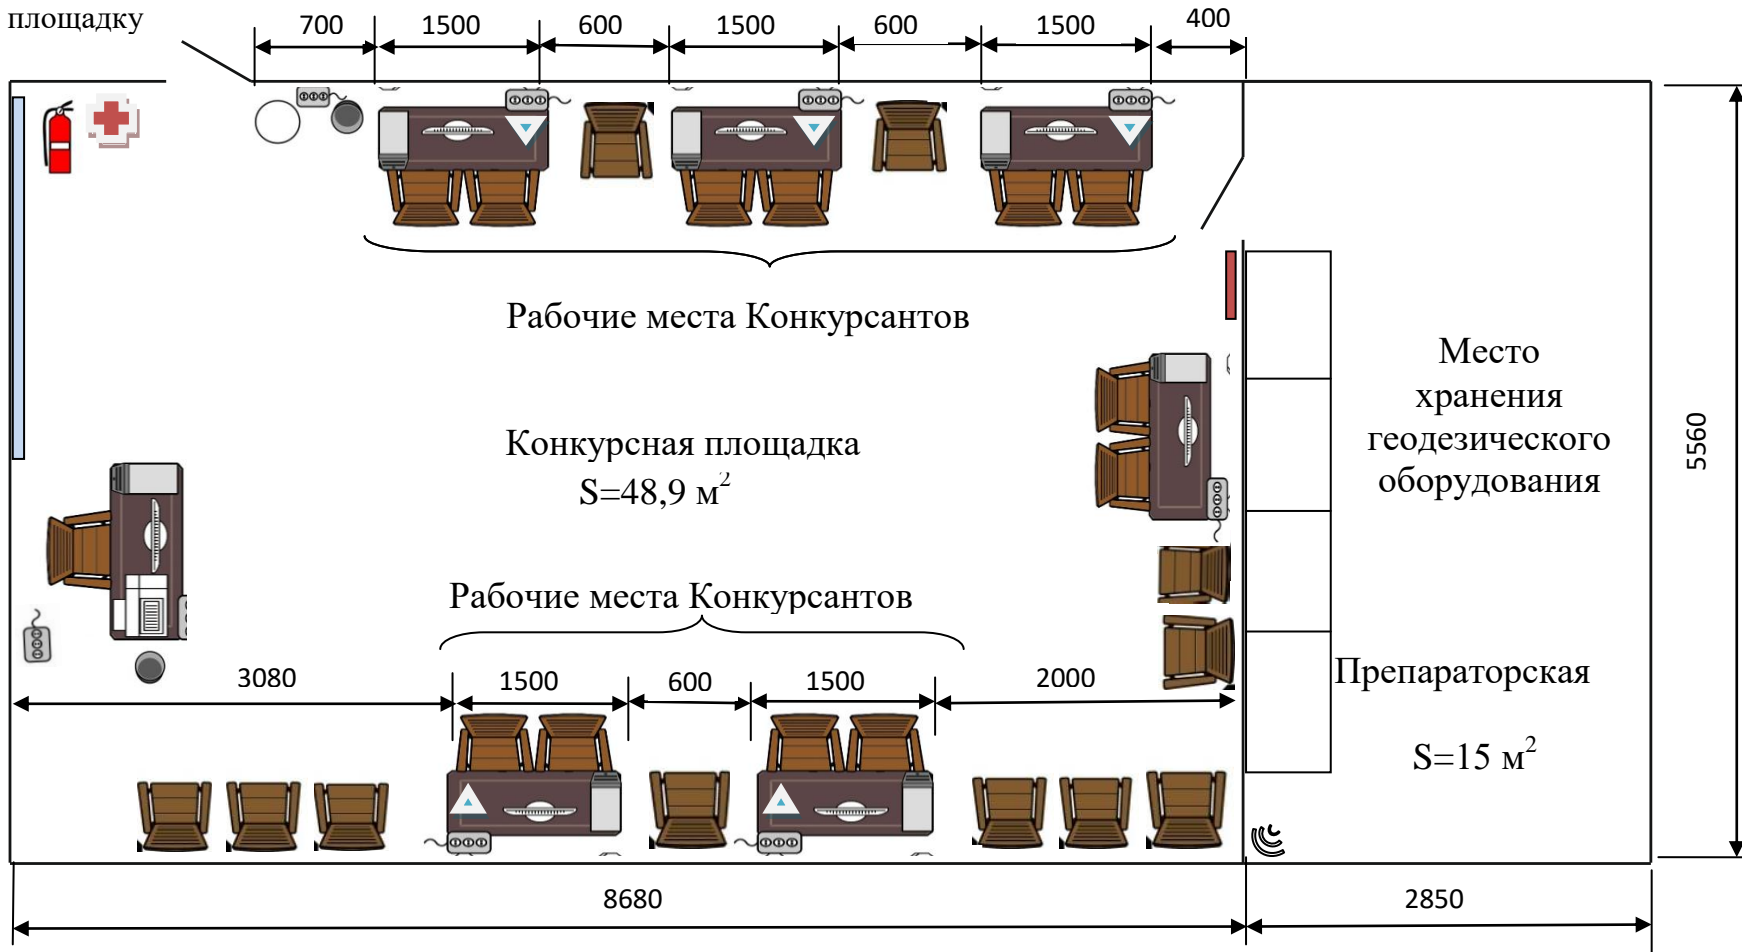 площадку
700
1500
600
1500
600
1500
400
Рабочие места Конкурсантов
Место
хранения
геодезического
оборудования
5560
Конкурсная площадка
S=48,9 м²
Рабочие места Конкурсантов
3080
1500
600
1500
2000
Препараторская
S=15 м²
8680
2850